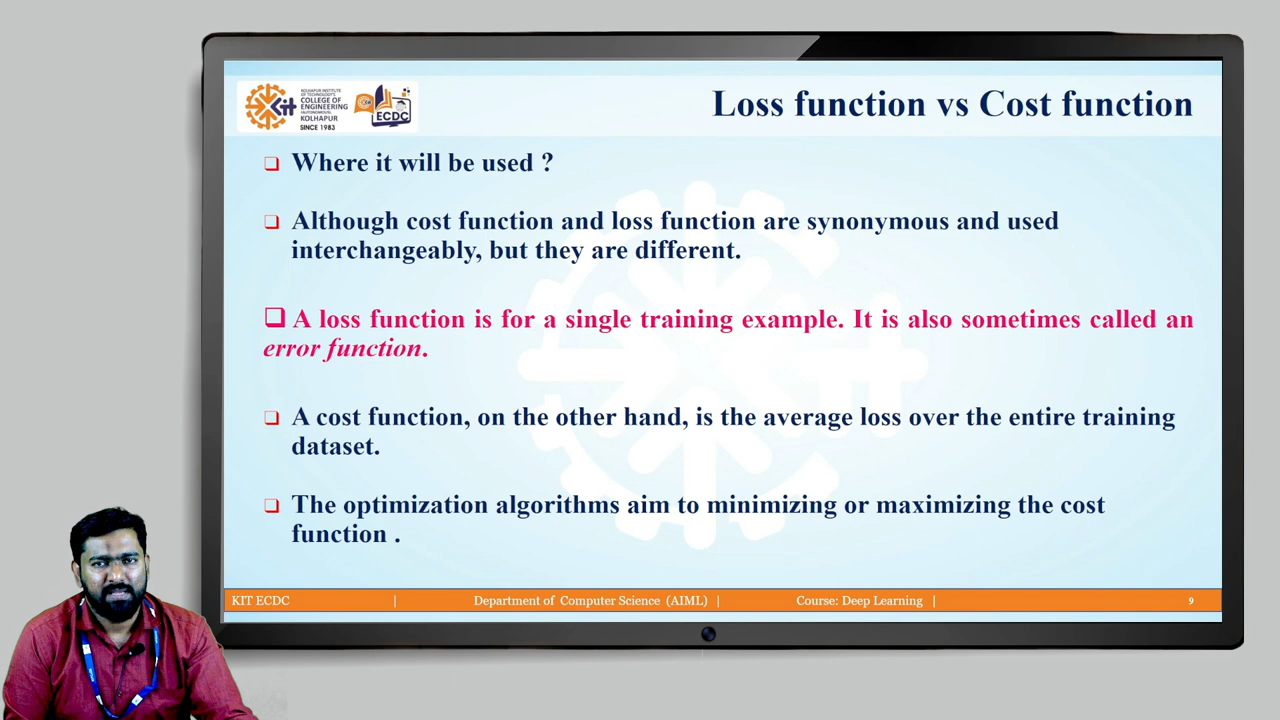 KOLHAPUR INSTITUTE
OF TECHNOLOGY'S
COLLEGE OF
ENGINEERING
(AUTONOMOUS),
KOLHAPUR
SINCE 1983
Kit
ECDC
Loss function vs Cost function
❑ Where it will be used ?
❑ Although cost function and loss function are synonymous and used
interchangeably, but they are different.
❑ A loss function is for a single training example. It is also sometimes called an
error function.
❑ A cost function, on the other hand, is the average loss over the entire training
dataset.
❑ The optimization algorithms aim to minimizing or maximizing the cost
function .
KIT ECDC | Department of Computer Science (AIML) | Course: Deep Learning | 9